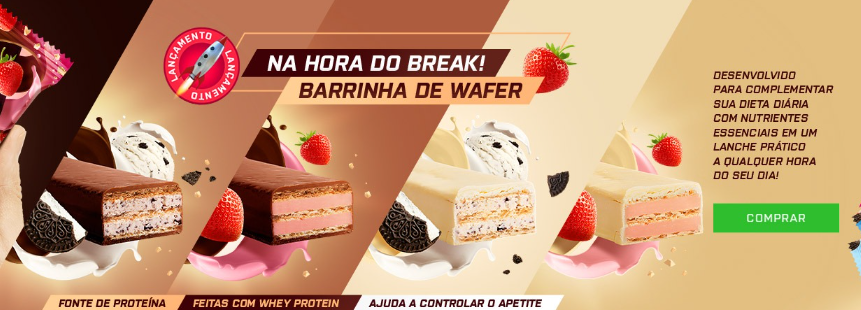 LANÇAMENTO
LANÇAMENTO
LANÇAMENTO
NA HORA DO BREAK!
BARRINHA DE WAFER
DESENVOLVIDO
PARA COMPLEMENTAR
SUA DIETA DIÁRIA
COM NUTRIENTES
ESSENCIAIS EM UM
LANCHE PRÁTICO
A QUALQUER HORA
DO SEU DIA!
COMPRAR
FONTE DE PROTEÍNA
FEITAS COM WHEY PROTEIN
AJUDA A CONTROLAR O APETITE